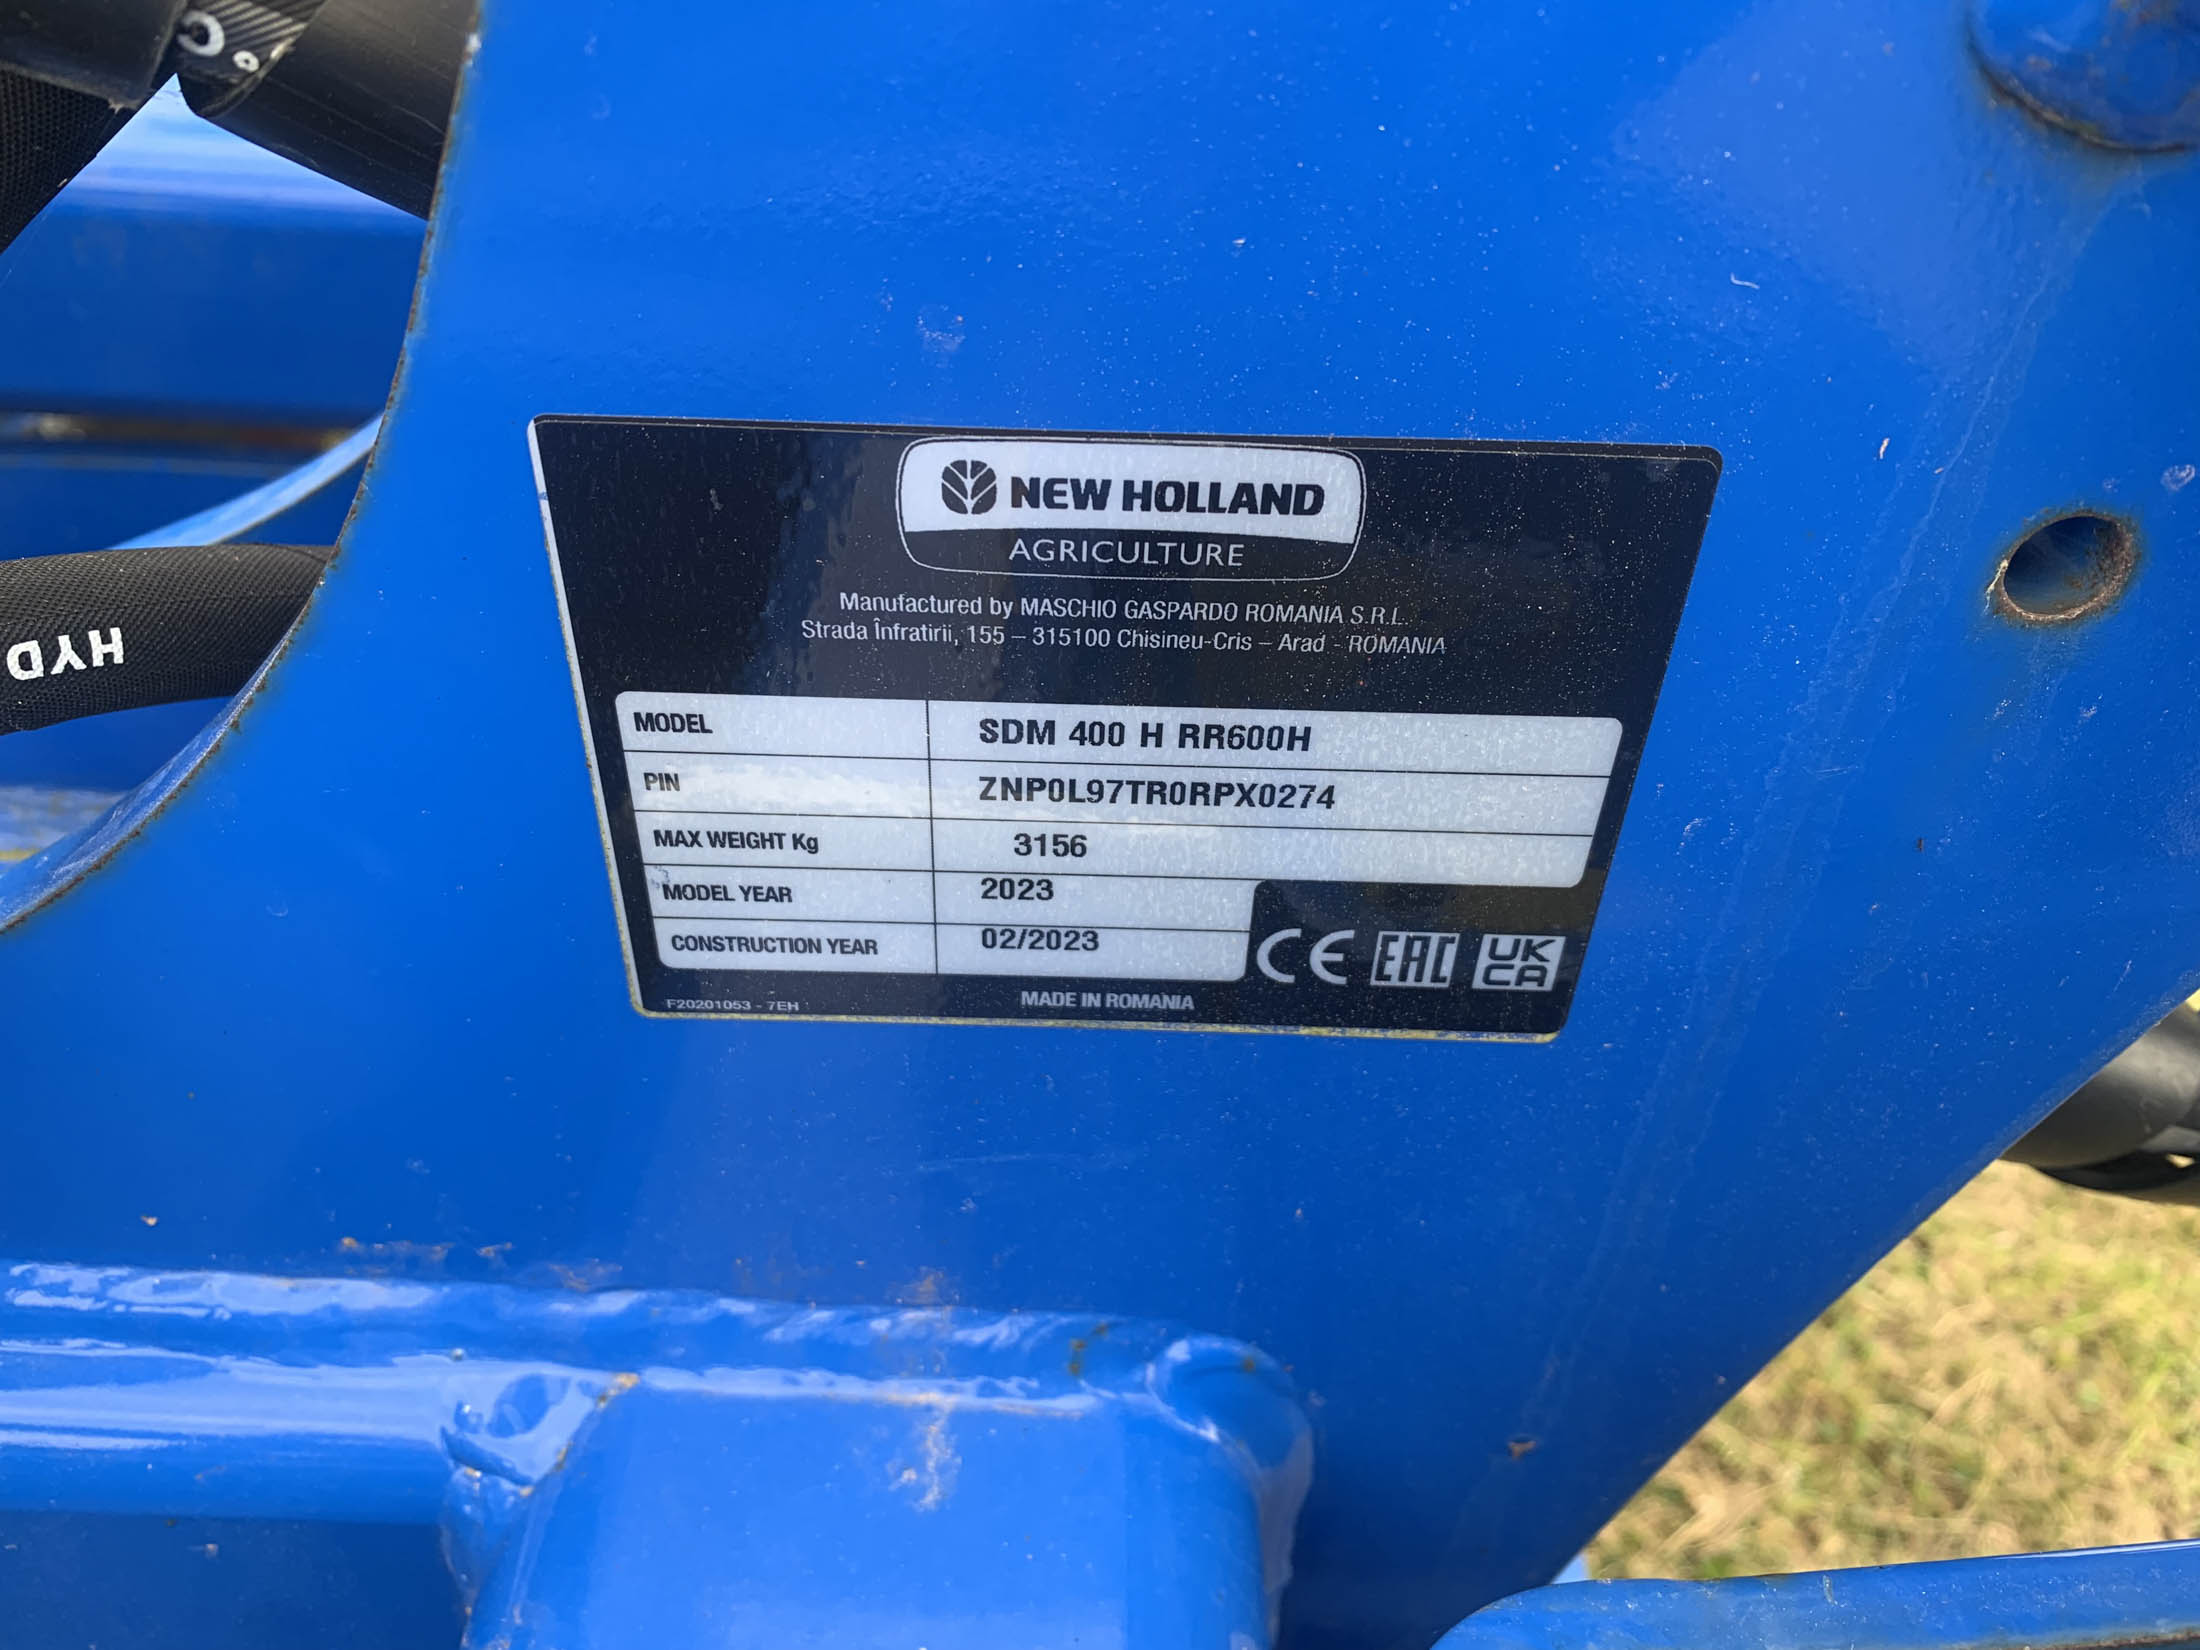 C
HYD
NEW HOLLAND
AGRICULTURE
Manufactured by MASCHIO GASPARDO ROMANIA S.R.L.
Strada Înfratirii, 155 – 315100 Chisineu-Cris – Arad - ROMANIA
MODEL SDM 400 H RR600H
PIN ZNP0L97TR0RPX0274
MAX WEIGHT Kg 3156
MODEL YEAR 2023
CONSTRUCTION YEAR 02/2023
CE EAC UK CA
F20201053 - 7EH MADE IN ROMANIA